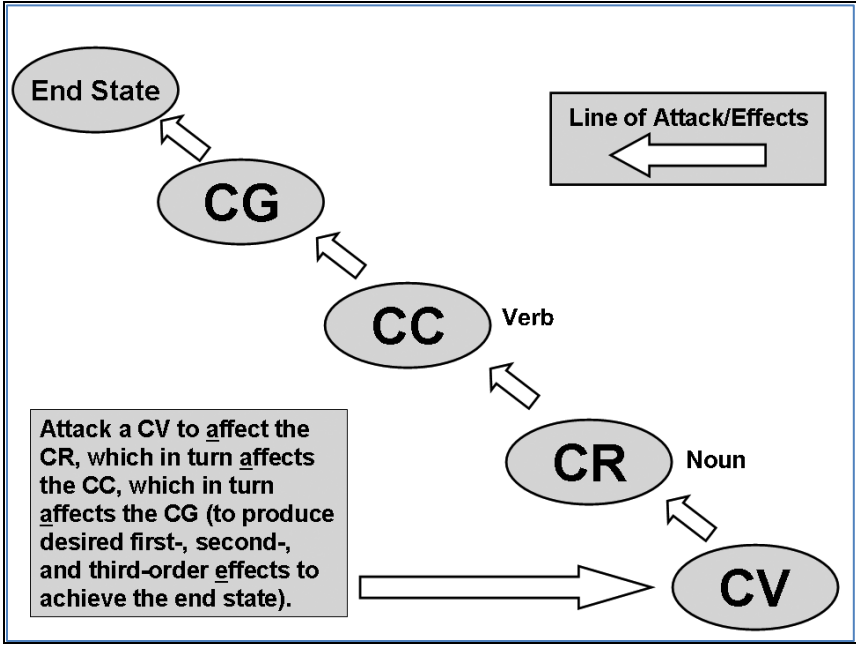 End State
Line of Attack/Effects
CG
CC
Verb
CR
Noun
Attack a CV to affect the
CR, which in turn affects
the CC, which in turn
affects the CG (to produce
desired first-, second-,
and third-order effects to
achieve the end state).
CV